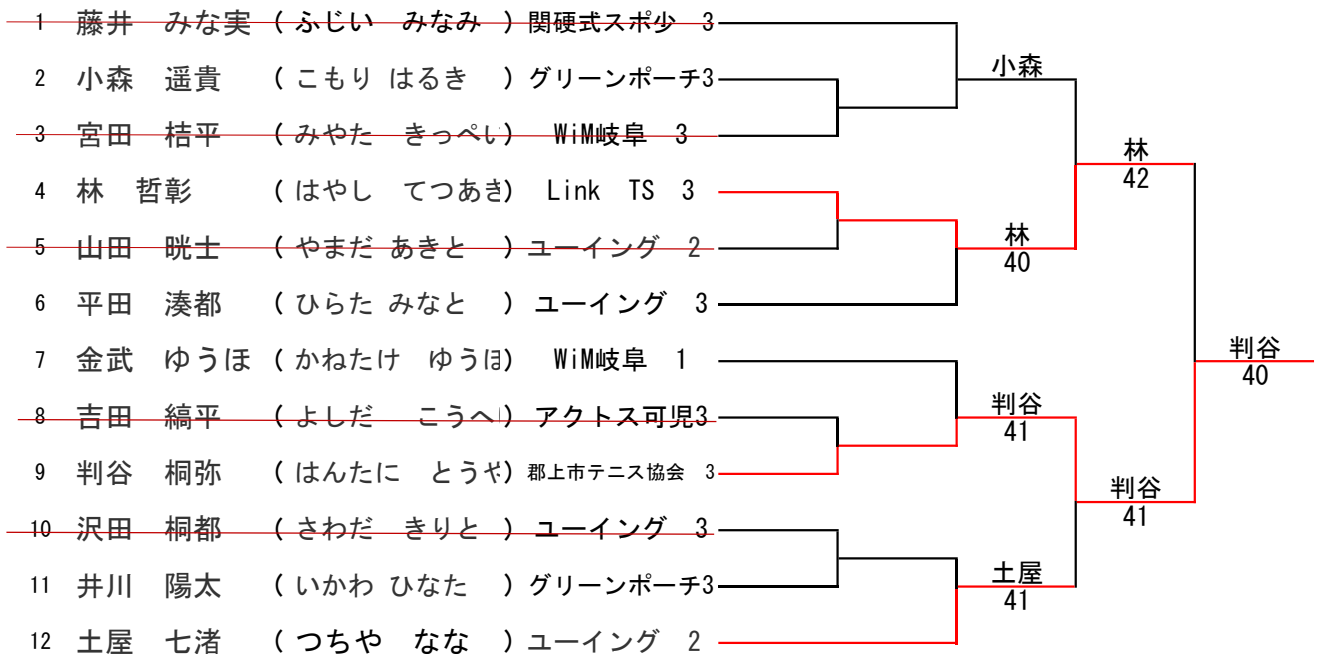 1 藤井 みな実 ( ふじい みなみ ) 関硬式スポ少 3
2 小森 遥貴 ( こもり はるき ) グリーンポーチ3
3 宮田 桔平 ( みやた きっぺい) WiM岐阜 3
4 林 哲彰 ( はやし てつあき) Link TS 3
5 山田 晄士 ( やまだ あきと ) ユーイング 2
6 平田 湊都 ( ひらた みなと ) ユーイング 3
7 金武 ゆうほ ( かねたけ ゆうほ) WiM岐阜 1
8 吉田 縞平 ( よしだ こうへい) アクトス可児3
9 判谷 桐弥 ( はんたに とうや) 郡上市テニス協会 3
10 沢田 桐都 ( さわだ きりと ) ユーイング 3
11 井川 陽太 ( いかわ ひなた ) グリーンポーチ3
12 土屋 七渚 ( つちや なな ) ユーイング 2
小森
林
40
判谷
41
土屋
41
林
42
判谷
41
判谷
40